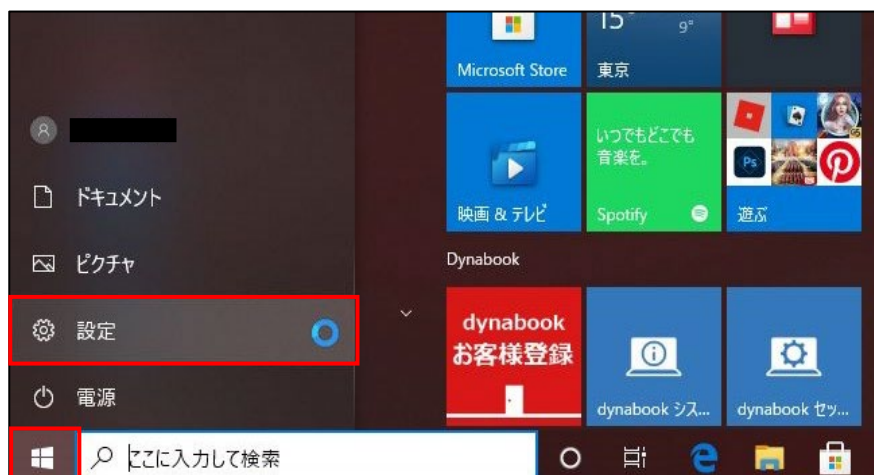 ドキュメント
ピクチャ
設定
電源
ここに入力して検索
Microsoft Store
15°
9°
東京
映画 & テレビ
いつでもどこでも
音楽を。
Spotify
Ps
遊ぶ
Dynabook
dynabook
お客様登録
dynabook シス...
dynabook セッ...